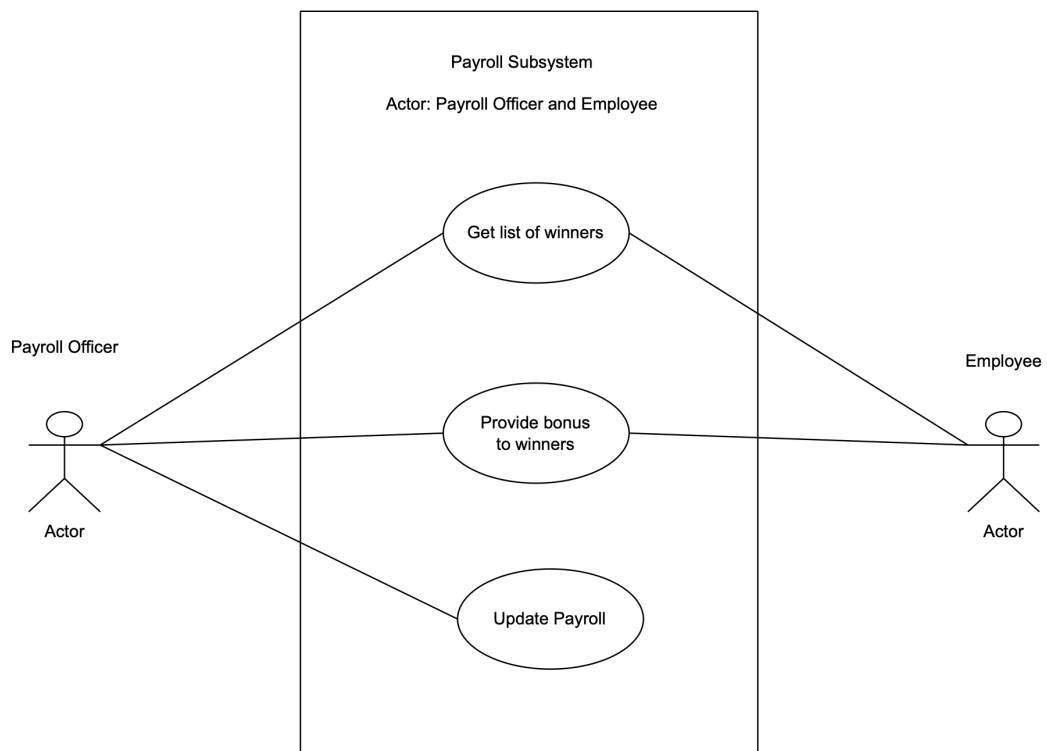 Payroll Subsystem
Actor: Payroll Officer and Employee
Get list of winners
Payroll Officer
Employee
Provide bonus
to winners
Actor
Actor
Update Payroll